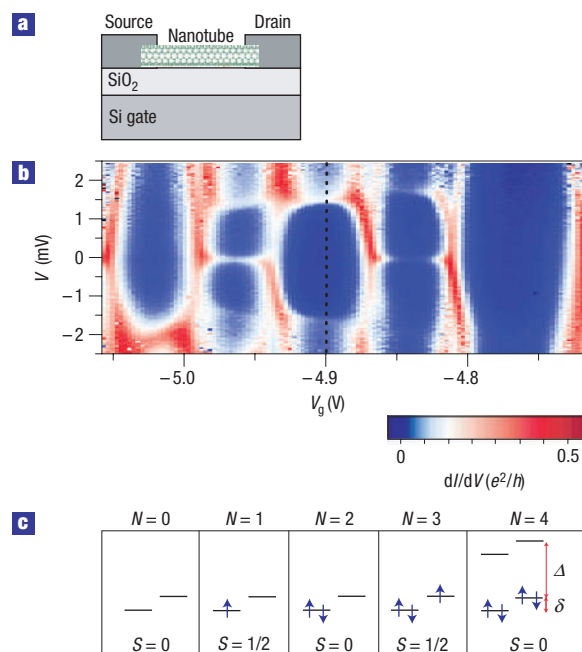 a
Source Nanotube Drain
SiO2
Si gate
b
V (mV)
2
1
0
−1
−2
−5.0 −4.9 −4.8
Vg (V)
0 0.5
dI/dV (e²/h)
c
N = 0 N = 1 N = 2 N = 3 N = 4
Δ
δ
S = 0 S = 1/2 S = 0 S = 1/2 S = 0